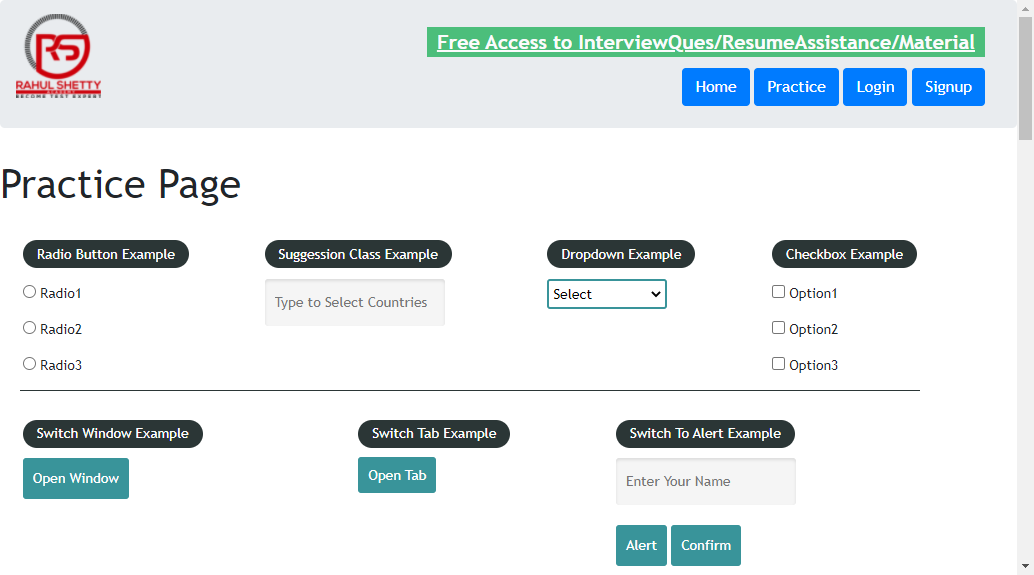 RS
RAHUL SHETTY
ACADEMY
BECOME TEST EXPERT
Free Access to InterviewQues/ResumeAssistance/Material
Home Practice Login Signup
Practice Page
Radio Button Example Suggession Class Example Dropdown Example Checkbox Example
Radio1 Type to Select Countries Select Option1
Radio2 Option2
Radio3 Option3
Switch Window Example Switch Tab Example Switch To Alert Example
Open Window Open Tab Enter Your Name
Alert Confirm